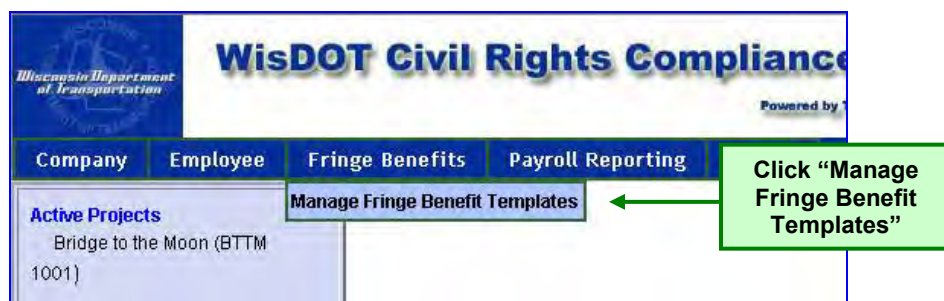 Wisconsin Department
of Transportation
WisDOT Civil Rights Compliance
Powered by
Company Employee Fringe Benefits Payroll Reporting
Manage Fringe Benefit Templates
Click “Manage
Fringe Benefit
Templates”
Active Projects
Bridge to the Moon (BTTM
1001)